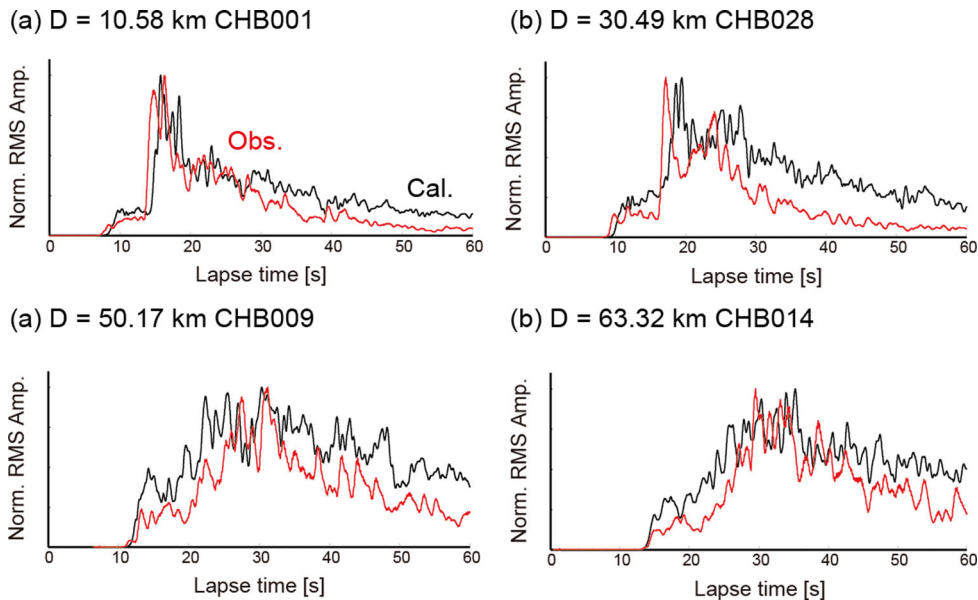 (a) D = 10.58 km CHB001
(b) D = 30.49 km CHB028
Norm. RMS Amp.
Obs.
Cal.
0 10 20 30 40 50 60
Lapse time [s]
Norm. RMS Amp.
0 10 20 30 40 50 60
Lapse time [s]
(a) D = 50.17 km CHB009
(b) D = 63.32 km CHB014
Norm. RMS Amp.
0 10 20 30 40 50 60
Lapse time [s]
Norm. RMS Amp.
0 10 20 30 40 50 60
Lapse time [s]